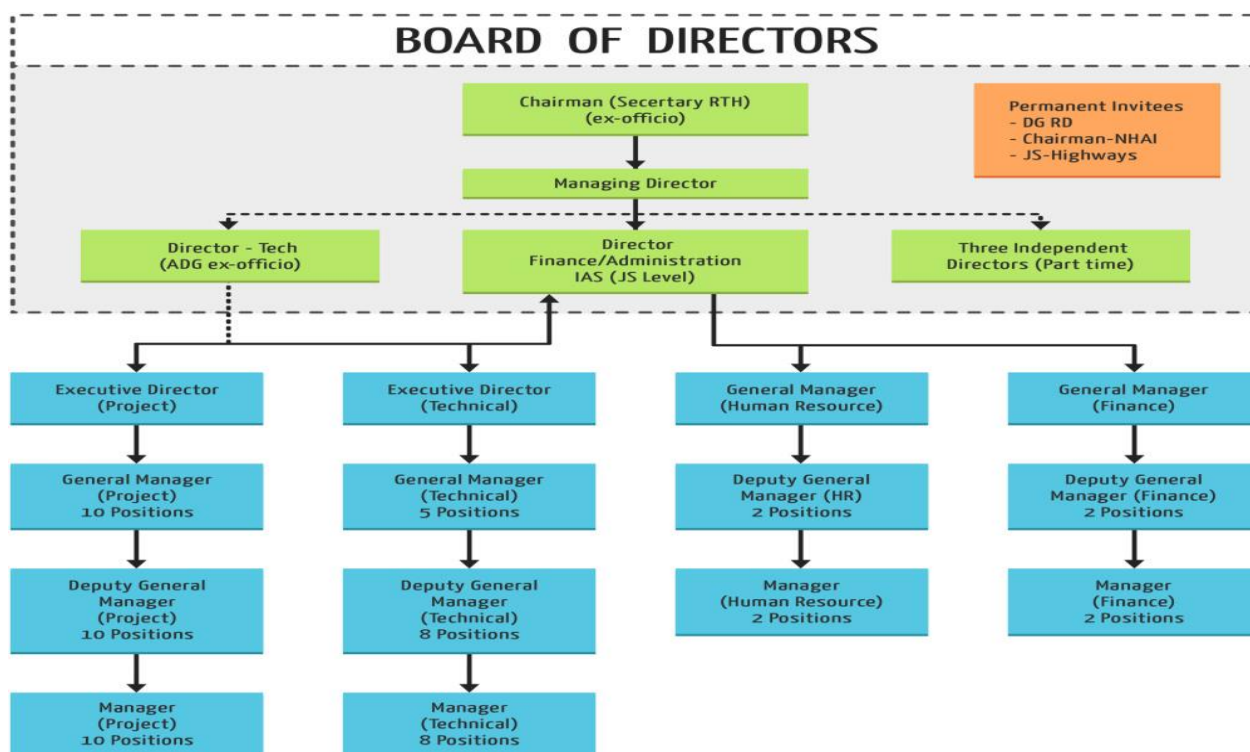 BOARD OF DIRECTORS
Chairman (Secertary RTH)
(ex-officio)
Permanent Invitees
- DG RD
- Chairman-NHAI
- JS-Highways
Managing Director
Director - Tech
(ADG ex-officio)
Director
Finance/Administration
IAS (JS Level)
Three Independent
Directors (Part time)
Executive Director
(Project)
Executive Director
(Technical)
General Manager
(Human Resource)
General Manager
(Finance)
General Manager
(Project)
10 Positions
General Manager
(Technical)
5 Positions
Deputy General
Manager (HR)
2 Positions
Deputy General
Manager (Finance)
2 Positions
Deputy General
Manager
(Project)
10 Positions
Deputy General
Manager
(Technical)
8 Positions
Manager
(Human Resource)
2 Positions
Manager
(Finance)
2 Positions
Manager
(Project)
10 Positions
Manager
(Technical)
8 Positions